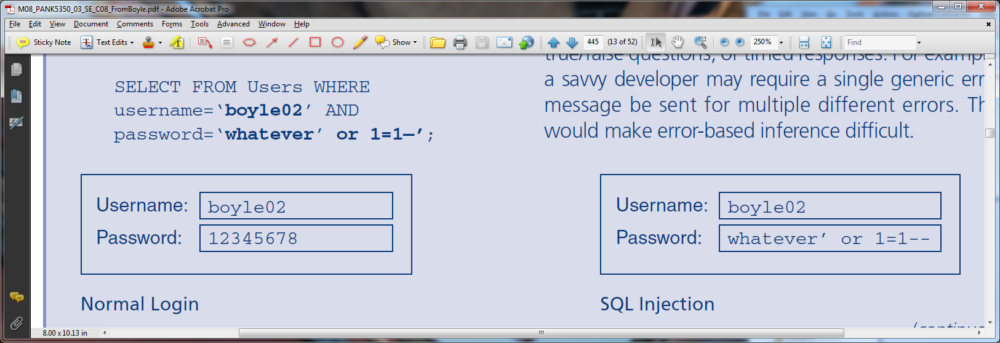 M08_PANK5350_03_SE_C08_FromBoyle.pdf - Adobe Acrobat Pro
File Edit View Document Comments Forms Tools Advanced Window Help
Sticky Note Text Edits Show 445 (13 of 52) 250% Find
SELECT FROM Users WHERE
username=‘boyle02’ AND
password=‘whatever’ or 1=1—’;
true/false questions, or timed responses. For exampl
a savvy developer may require a single generic err
message be sent for multiple different errors. Th
would make error-based inference difficult.
Username: boyle02
Password: 12345678
Normal Login
Username: boyle02
Password: whatever’ or 1=1--
SQL Injection
(continue
8.00 x 10.13 in